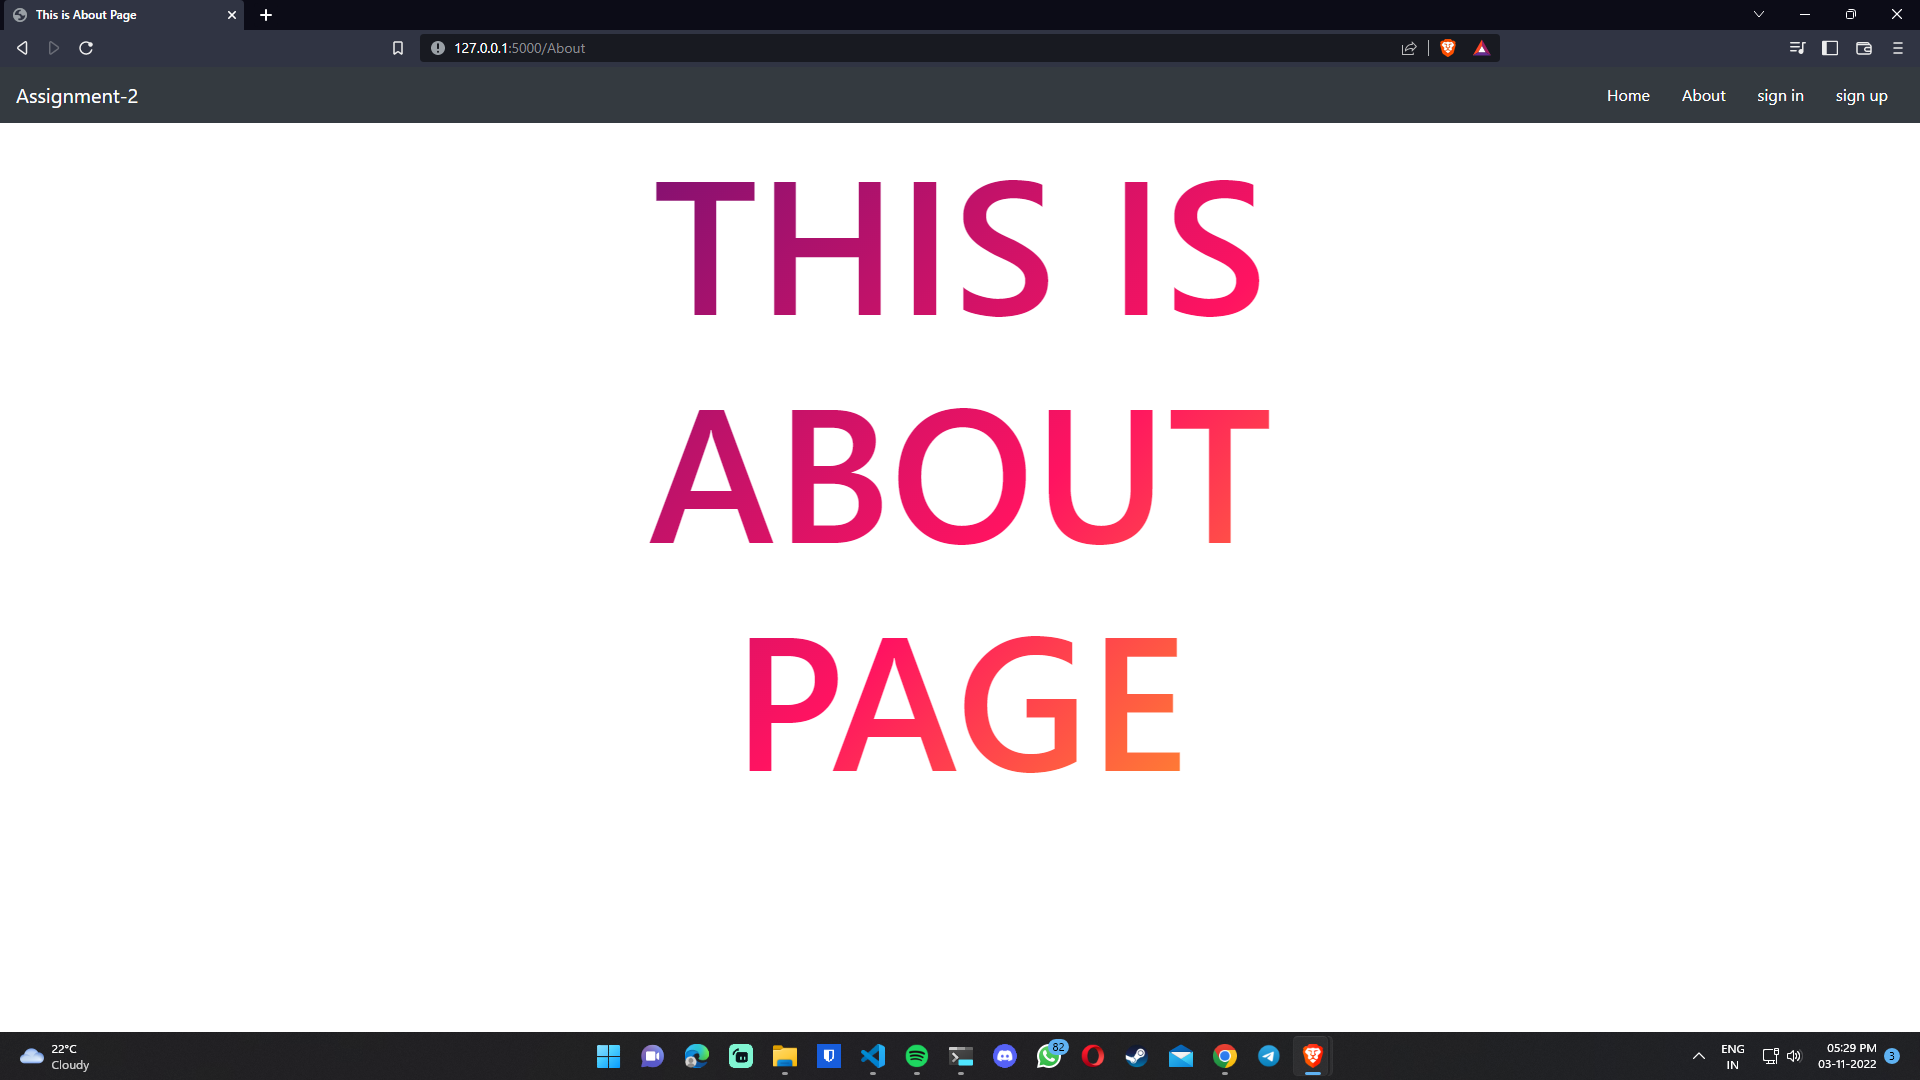 This is About Page
127.0.0.1:5000/About
Assignment-2
Home About sign in sign up
THIS IS
ABOUT
PAGE
22°C
Cloudy
82
ENG
IN
05:29 PM
03-11-2022
3